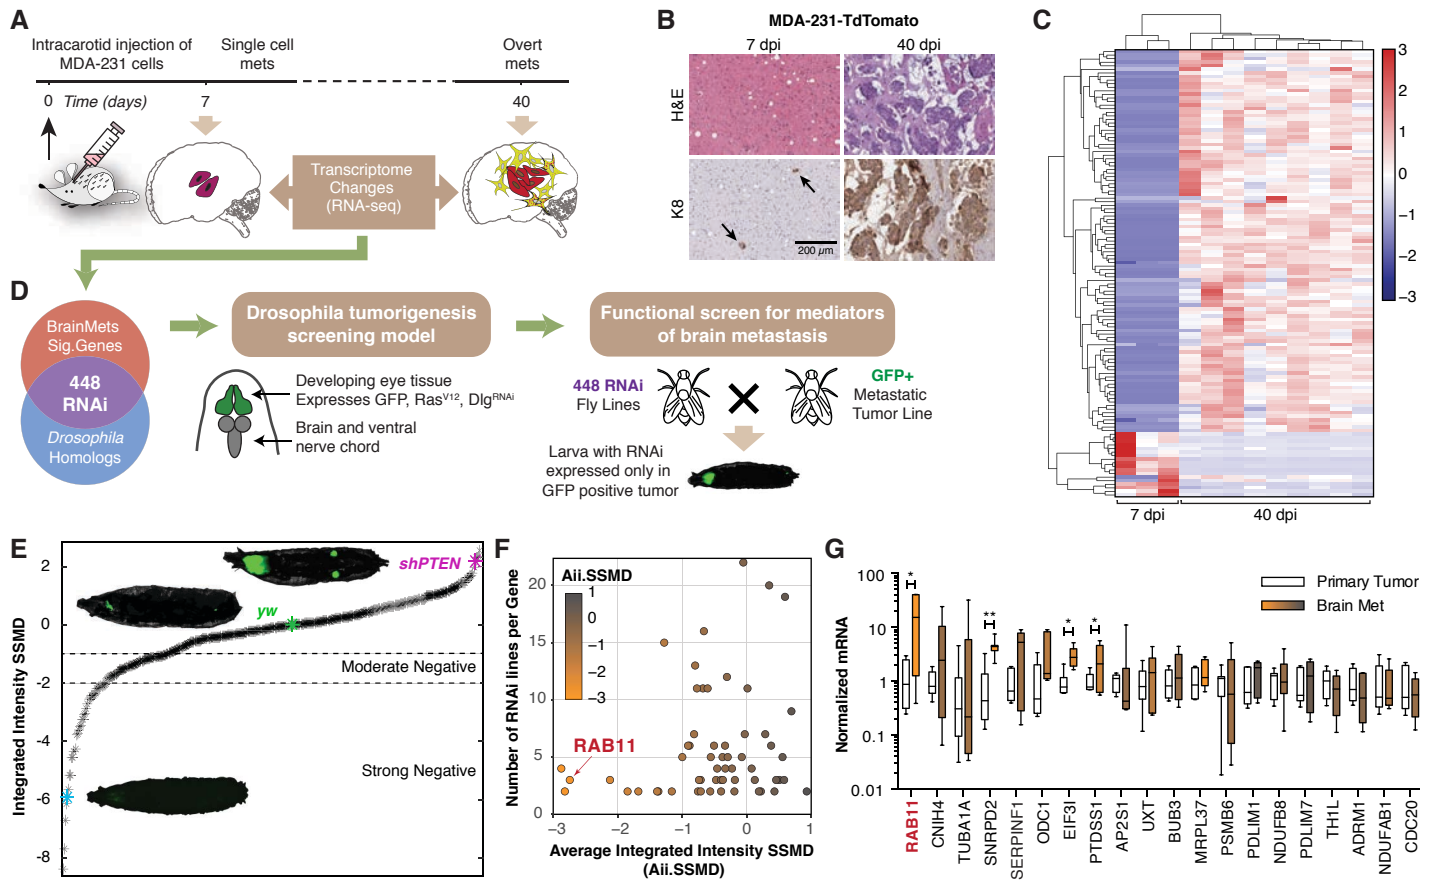 A
Intracarotid injection of
MDA-231 cells
Single cell
mets
Overt
mets
0 Time (days) 7 40
Transcriptome
Changes
(RNA-seq)
B
MDA-231-TdTomato
7 dpi 40 dpi
H&E
K8
200 µm
C
3
2
1
0
−1
−2
−3
7 dpi 40 dpi
D
BrainMets
Sig.Genes
448
RNAi
Drosophila
Homologs
Drosophila tumorigenesis
screening model
Developing eye tissue
Expresses GFP, RasV12, DlgRNAi
Brain and ventral
nerve chord
Functional screen for mediators
of brain metastasis
448 RNAi
Fly Lines
GFP+
Metastatic
Tumor Line
Larva with RNAi
expressed only in
GFP positive tumor
E
Integrated Intensity SSMD
2
0
-2
-4
-6
-8
shPTEN
yw
Moderate Negative
Strong Negative
F
Number of RNAi lines per Gene
20
15
10
5
0
Aii.SSMD
1
0
−1
−2
−3
RAB11
−3 −2 −1 0 1
Average Integrated Intensity SSMD
(Aii.SSMD)
G
Normalized mRNA
100
10
1
0.1
0.01
Primary Tumor
Brain Met
* ** * *
RAB11
CNIH4
TUBA1A
SNRPD2
SERPINF1
ODC1
EIF3I
PTDSS1
AP2S1
UXT
BUB3
MRPL37
PSMB6
PDLIM1
NDUFB8
PDLIM7
TH1L
ADRM1
NDUFAB1
CDC20